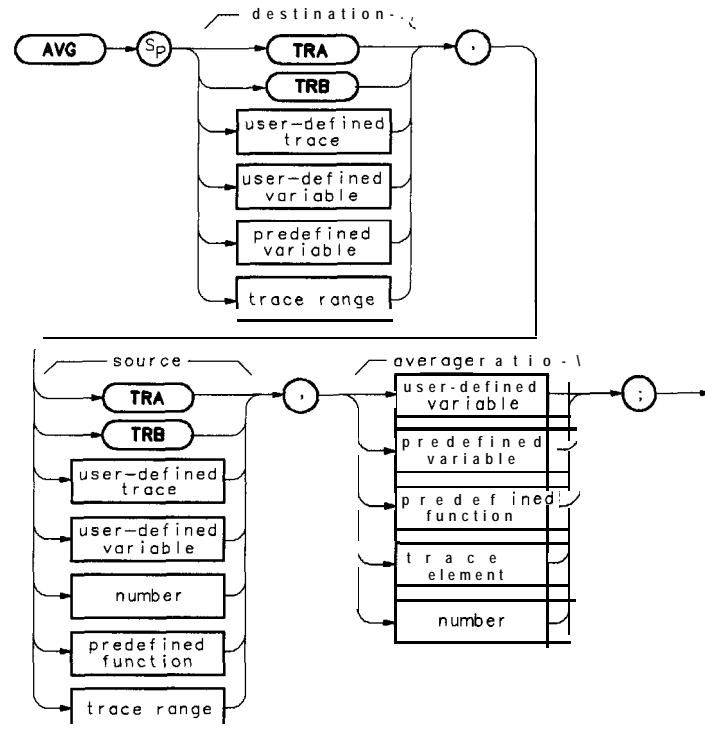 destination
AVG
Sp
TRA
,
TRB
user-defined
trace
user-defined
variable
predefined
variable
trace range
source
TRA
,
TRB
user-defined
trace
user-defined
variable
number
predefined
function
trace range
average ratio
user-defined
variable
;
predefined
variable
predefined
function
trace
element
number